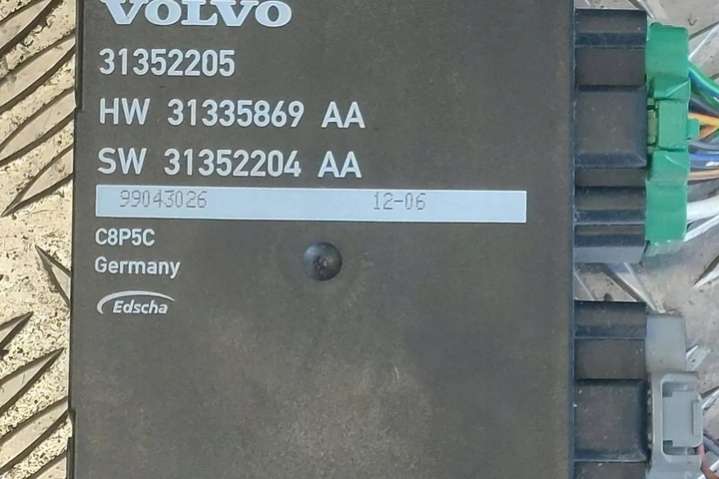 VOLVO
31352205
HW 31335869 AA
SW 31352204 AA
99043026 12-06
C8P5C
Germany
Edscha